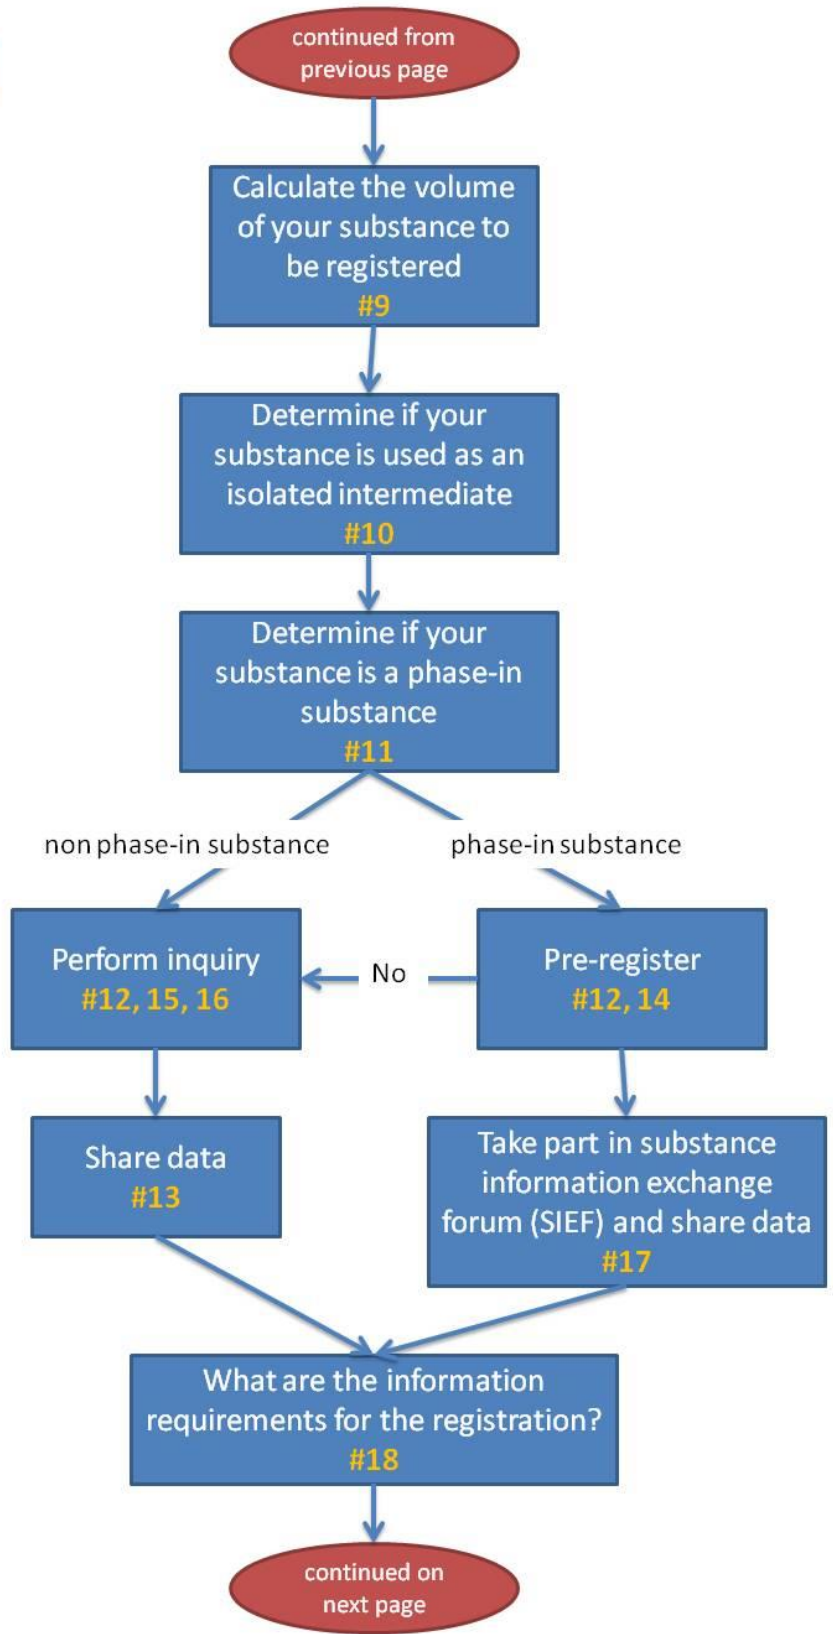 continued from
previous page
Calculate the volume
of your substance to
be registered
#9
Determine if your
substance is used as an
isolated intermediate
#10
Determine if your
substance is a phase-in
substance
#11
non phase-in substance
phase-in substance
Perform inquiry
#12, 15, 16
No
Pre-register
#12, 14
Share data
#13
Take part in substance
information exchange
forum (SIEF) and share data
#17
What are the information
requirements for the registration?
#18
continued on
next page